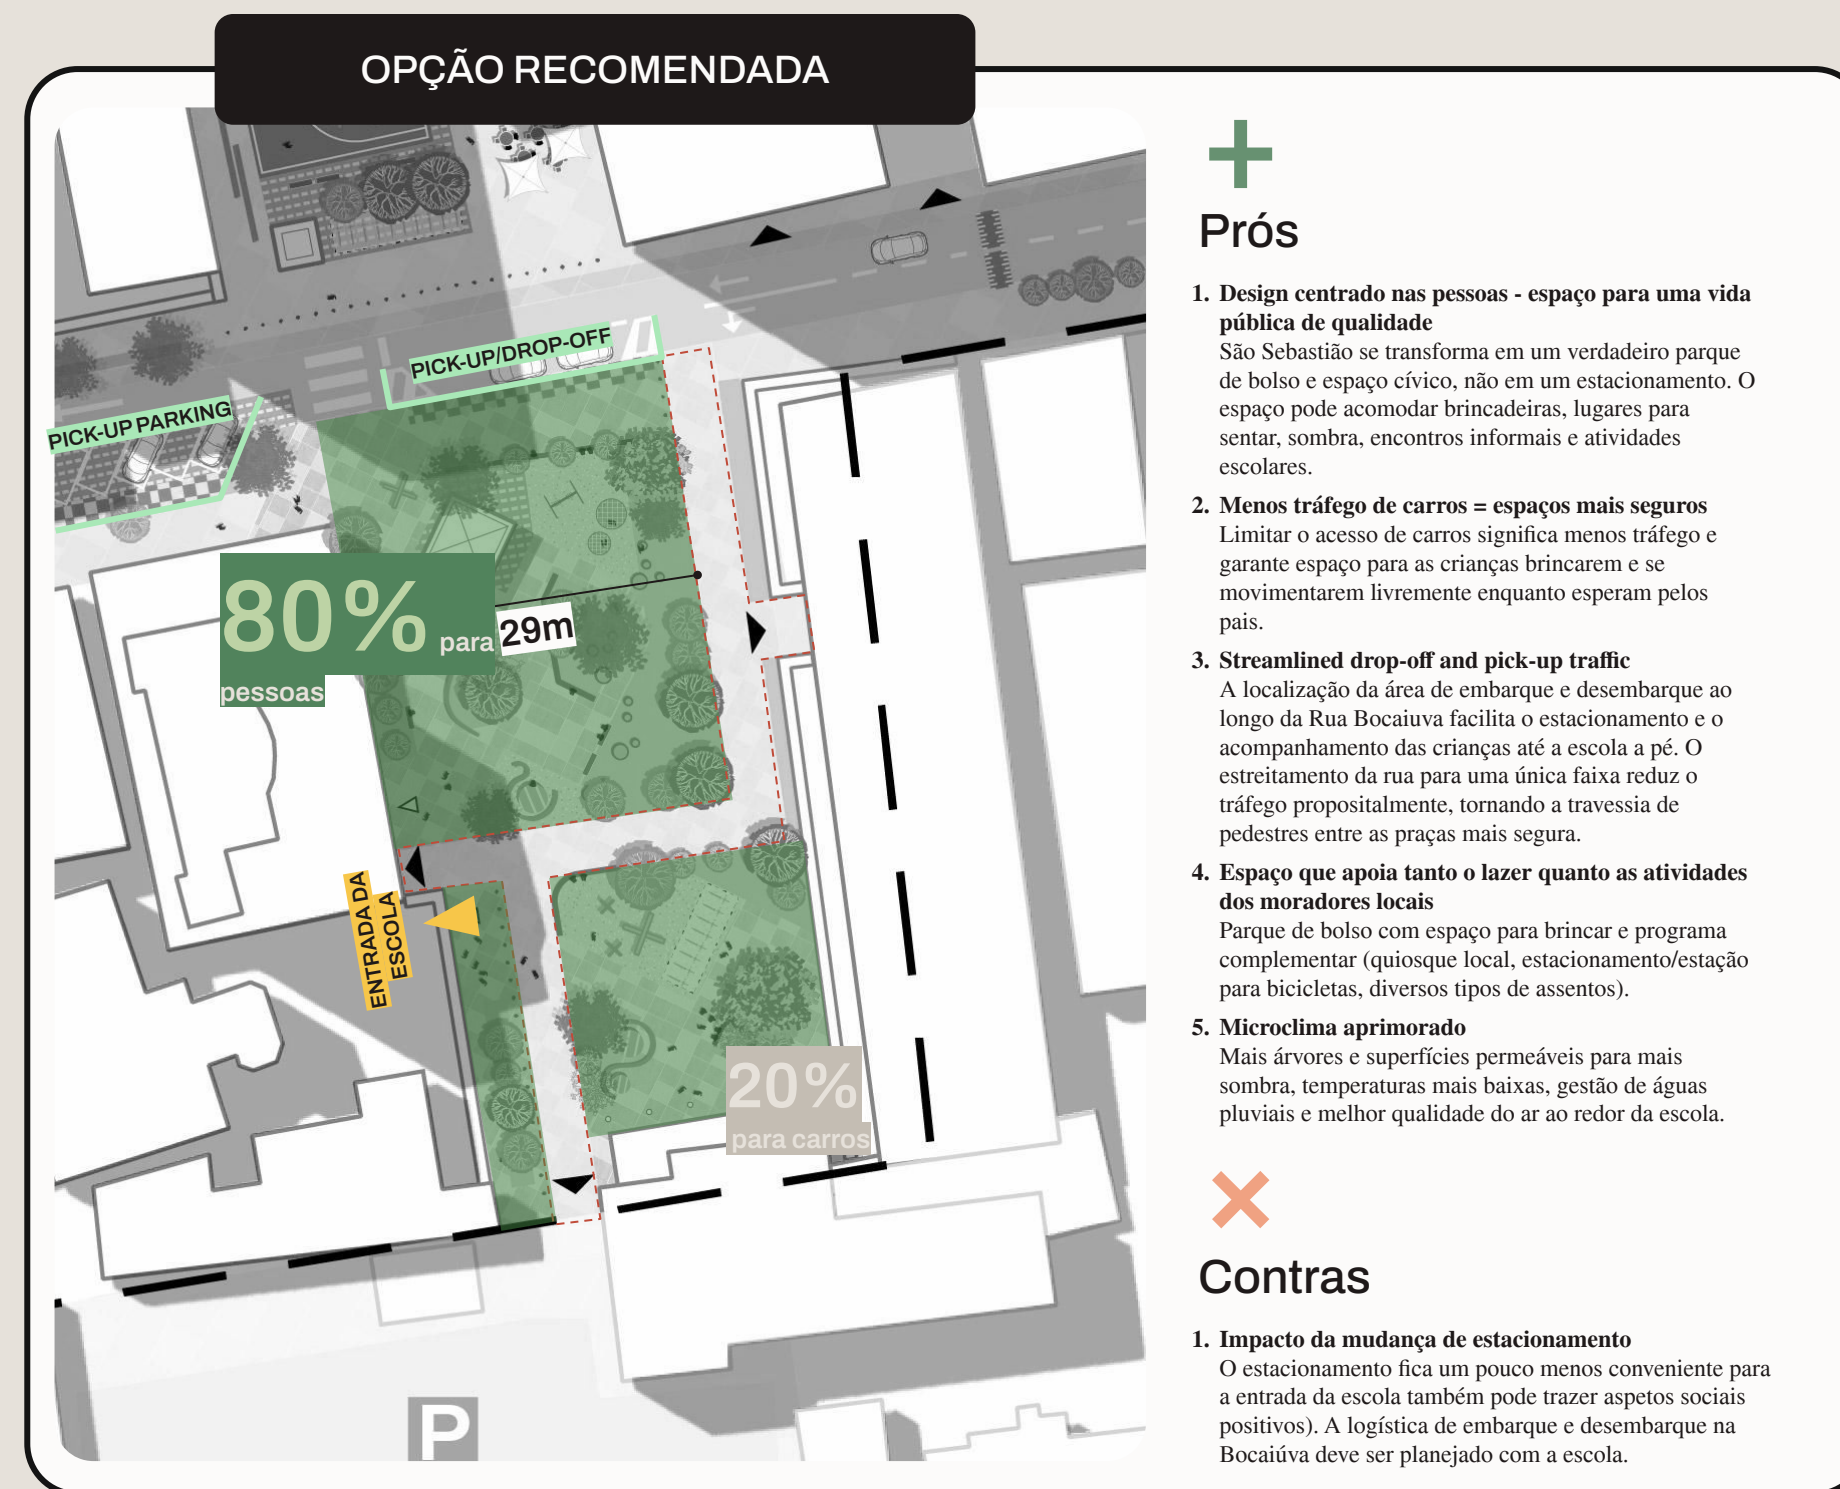 OPÇÃO RECOMENDADA
PICK-UP/DROP-OFF
PICK-UP PARKING
80% para
pessoas
29m
ENTRADA DA
ESCOLA
20%
para carros
P
Prós
1. Design centrado nas pessoas - espaço para uma vida
pública de qualidade
São Sebastião se transforma em um verdadeiro parque
de bolso e espaço cívico, não em um estacionamento. O
espaço pode acomodar brincadeiras, lugares para
sentar, sombra, encontros informais e atividades
escolares.
2. Menos tráfego de carros = espaços mais seguros
Limitar o acesso de carros significa menos tráfego e
garante espaço para as crianças brincarem e se
movimentarem livremente enquanto esperam pelos
pais.
3. Streamlined drop-off and pick-up traffic
A localização da área de embarque e desembarque ao
longo da Rua Bocaiuva facilita o estacionamento e o
acompanhamento das crianças até a escola a pé. O
estreitamento da rua para uma única faixa reduz o
tráfego propositalmente, tornando a travessia de
pedestres entre as praças mais segura.
4. Espaço que apoia tanto o lazer quanto as atividades
dos moradores locais
Parque de bolso com espaço para brincar e programa
complementar (quiosque local, estacionamento/estação
para bicicletas, diversos tipos de assentos).
5. Microclima aprimorado
Mais árvores e superfícies permeáveis para mais
sombra, temperaturas mais baixas, gestão de águas
pluviais e melhor qualidade do ar ao redor da escola.
Contras
1. Impacto da mudança de estacionamento
O estacionamento fica um pouco menos conveniente para
a entrada da escola também pode trazer aspetos sociais
positivos). A logística de embarque e desembarque na
Bocaiúva deve ser planejado com a escola.